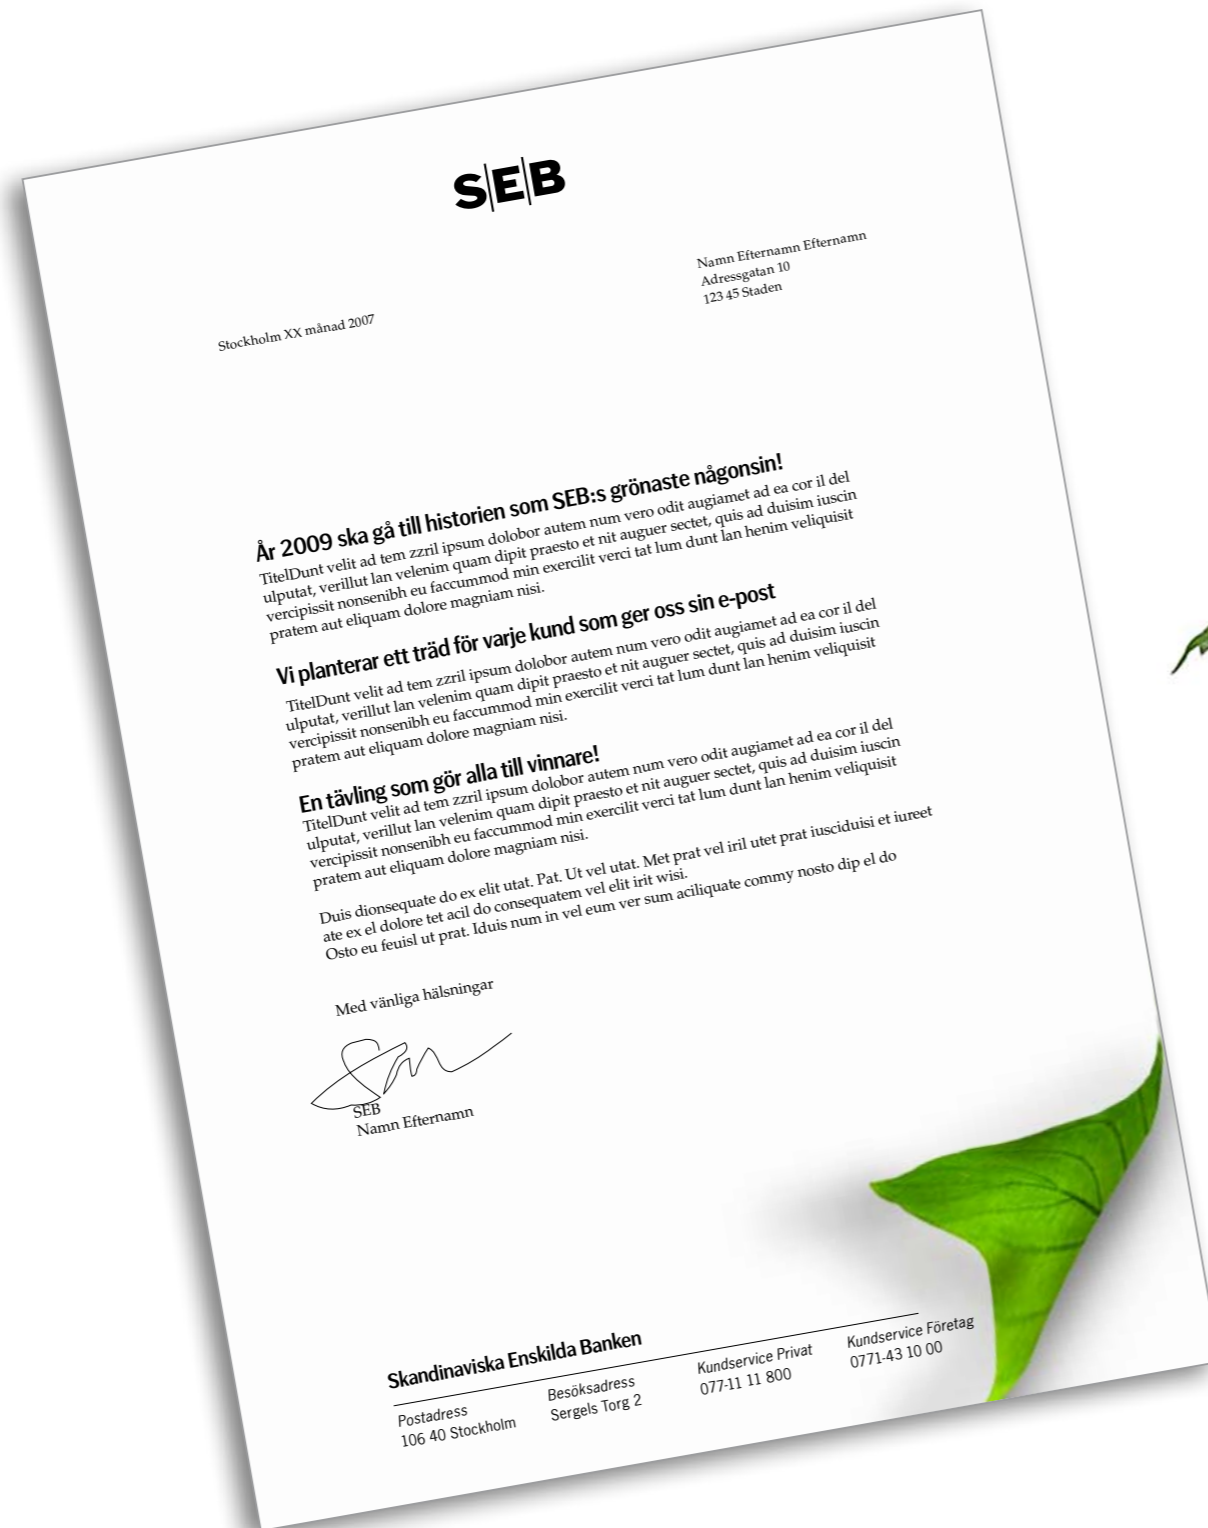 SEB
Namn Efternamn Efternamn
Adressgatan 10
123 45 Staden
Stockholm XX månad 2007
År 2009 ska gå till historien som SEB:s grönaste någonsin!
TitelDunt velit ad tem zzril ipsum dolobor autem num vero odit augiamet ad ea cor il del
ulputat, verillut lan velenim quam dipit praesto et nit auguer sectet, quis ad duisim iuscin
vercipissit nonsenibh eu faccummod min exercilit verci tat lum dunt lan henim veliquisit
pratem aut eliquam dolore magniam nisi.
Vi planterar ett träd för varje kund som ger oss sin e-post
TitelDunt velit ad tem zzril ipsum dolobor autem num vero odit augiamet ad ea cor il del
ulputat, verillut lan velenim quam dipit praesto et nit auguer sectet, quis ad duisim iuscin
vercipissit nonsenibh eu faccummod min exercilit verci tat lum dunt lan henim veliquisit
pratem aut eliquam dolore magniam nisi.
En tävling som gör alla till vinnare!
TitelDunt velit ad tem zzril ipsum dolobor autem num vero odit augiamet ad ea cor il del
ulputat, verillut lan velenim quam dipit praesto et nit auguer sectet, quis ad duisim iuscin
vercipissit nonsenibh eu faccummod min exercilit verci tat lum dunt lan henim veliquisit
pratem aut eliquam dolore magniam nisi.
Duis dionsequate do ex elit utat. Pat. Ut vel utat. Met prat vel iril utet prat iusciduisi et iureet
ate ex el dolore tet acil do consequatem vel elit irit wisi.
Osto eu feuisl ut prat. Iduis num in vel eum ver sum aciliquate commy nosto dip el do
Med vänliga hälsningar
SEB
Namn Efternamn
Skandinaviska Enskilda Banken
Postadress
106 40 Stockholm
Besöksadress
Sergels Torg 2
Kundservice Privat
077-11 11 800
Kundservice Företag
0771-43 10 00